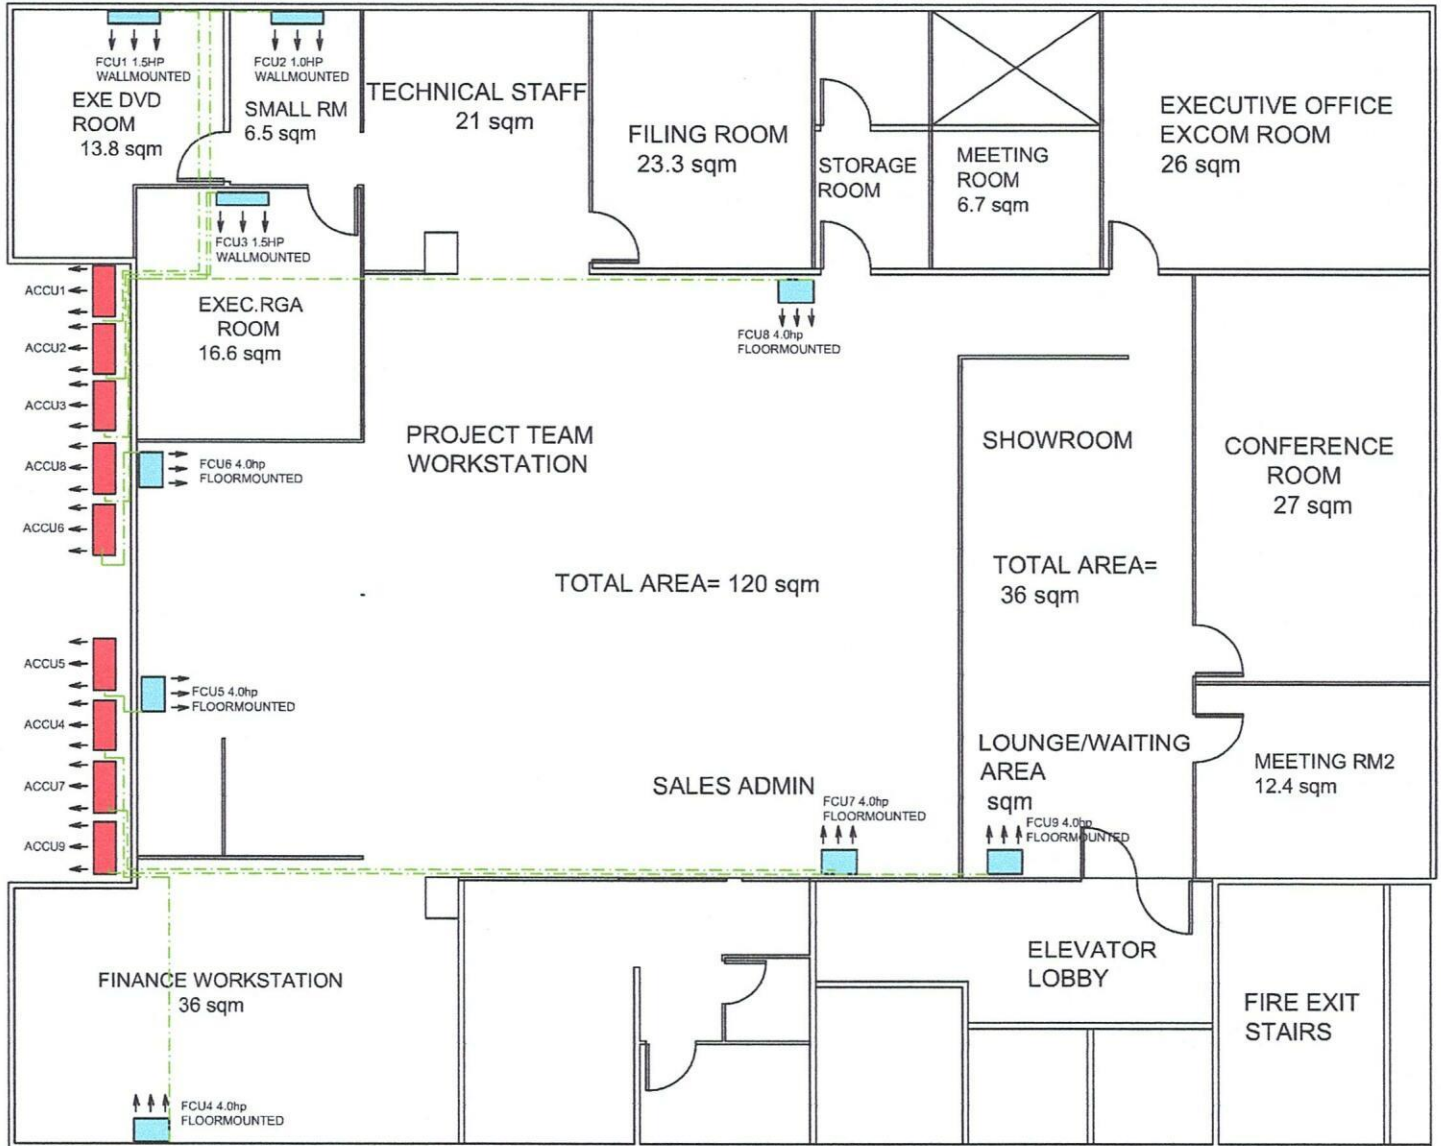 FCU1 1.5HP
WALLMOUNTED
EXE DVD
ROOM
13.8 sqm
FCU2 1.0HP
WALLMOUNTED
SMALL RM
6.5 sqm
TECHNICAL STAFF
21 sqm
FILING ROOM
23.3 sqm
STORAGE
ROOM
MEETING
ROOM
6.7 sqm
EXECUTIVE OFFICE
EXCOM ROOM
26 sqm
FCU3 1.5HP
WALLMOUNTED
EXEC.RGA
ROOM
16.6 sqm
ACCU1
ACCU2
ACCU3
ACCU8
ACCU6
ACCU5
ACCU4
ACCU7
ACCU9
FCU8 4.0hp
FLOORMOUNTED
PROJECT TEAM
WORKSTATION
FCU6 4.0hp
FLOORMOUNTED
SHOWROOM
CONFERENCE
ROOM
27 sqm
TOTAL AREA= 120 sqm
TOTAL AREA=
36 sqm
FCU5 4.0hp
FLOORMOUNTED
SALES ADMIN
LOUNGE/WAITING
AREA
sqm
MEETING RM2
12.4 sqm
FCU7 4.0hp
FLOORMOUNTED
FCU9 4.0hp
FLOORMOUNTED
FINANCE WORKSTATION
36 sqm
ELEVATOR
LOBBY
FIRE EXIT
STAIRS
FCU4 4.0hp
FLOORMOUNTED